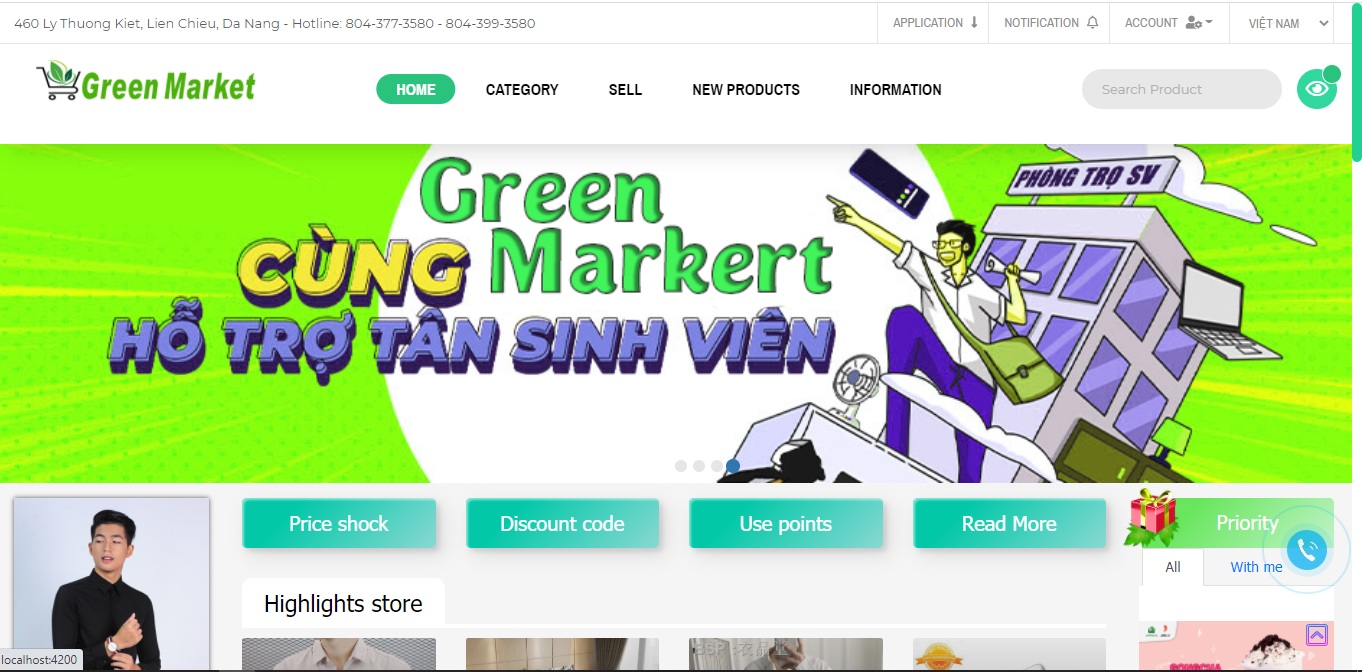 460 Ly Thuong Kiet, Lien Chieu, Da Nang - Hotline: 804-377-3580 - 804-399-3580
APPLICATION
NOTIFICATION
ACCOUNT
VIỆT NAM
Green Market
HOME
CATEGORY
SELL
NEW PRODUCTS
INFORMATION
Search Product
Green
CÙNG Markert
HỖ TRỢ TÂN SINH VIÊN
PHÒNG TRỌ SV
Price shock
Discount code
Use points
Read More
Priority
All
With me
Highlights store
GONGCHA
localhost:4200